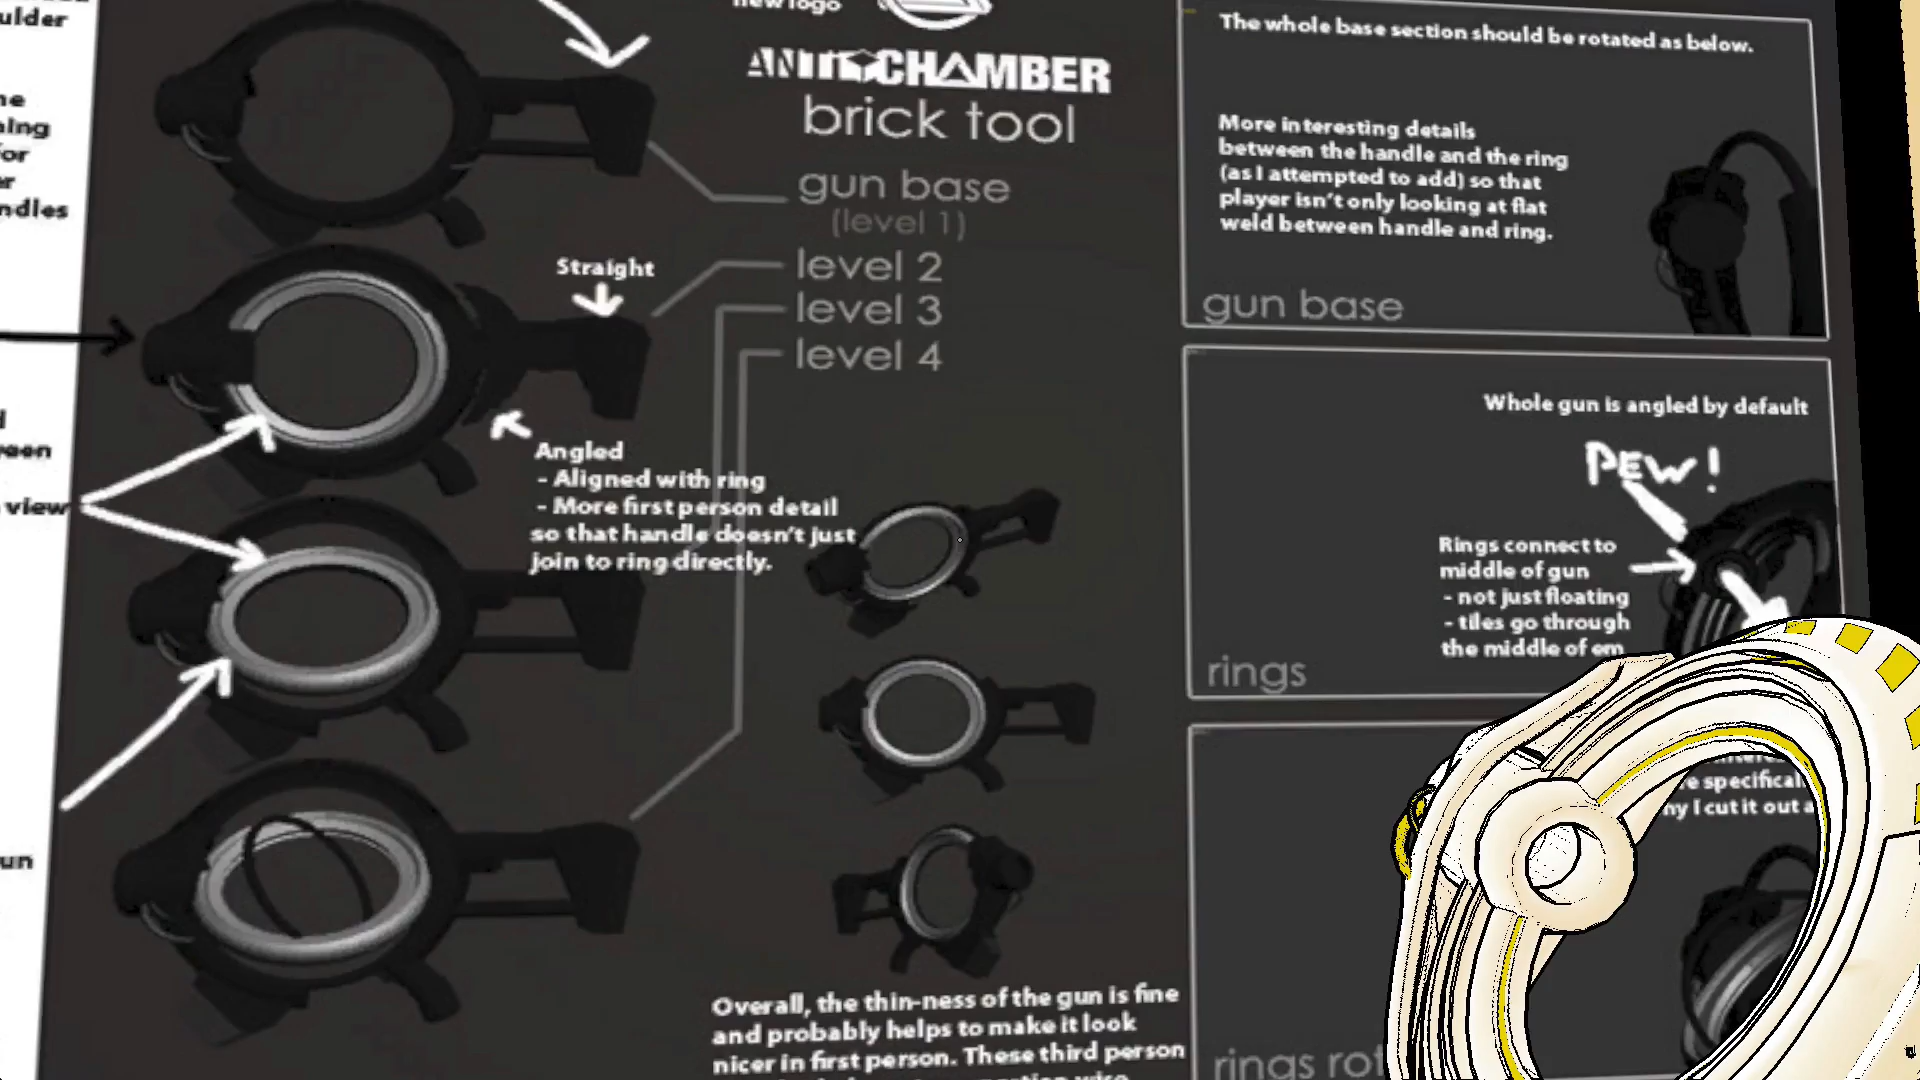 ulder
ne
ning
for
er
ndles
view
gun
new logo
ANTICHAMBER
brick tool
gun base
(level 1)
level 2
level 3
level 4
Straight
Angled
- Aligned with ring
- More first person detail
so that handle doesn't just
join to ring directly.
Overall, the thin-ness of the gun is fine
and probably helps to make it look
nicer in first person. These third person
The whole base section should be rotated as below.
More interesting details
between the handle and the ring
(as I attempted to add) so that
player isn't only looking at flat
weld between handle and ring.
gun base
Whole gun is angled by default
PEW!
Rings connect to
middle of gun
- not just floating
- tiles go through
the middle of em
rings
e specifical
ny I cut it out a
rings rot